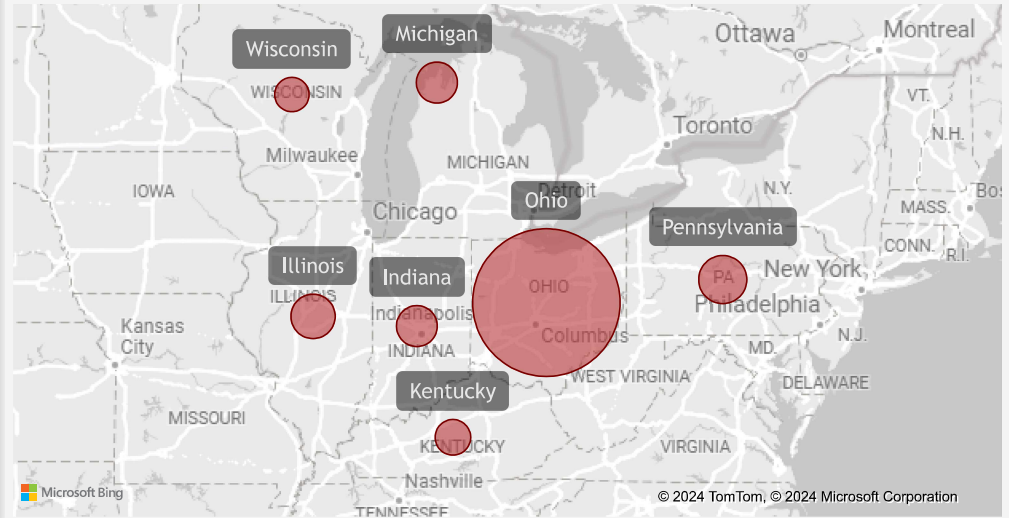 Michigan
Wisconsin
Ottawa
Montreal
WISCONSIN
VT.
Toronto
N.H.
Milwaukee
MICHIGAN
IOWA
Detroit
N.Y.
Bos
Ohio
MASS.
Chicago
Pennsylvania
CONN.
R.I.
Illinois
Indiana
New York
PA
OHIO
ILLINOIS
Philadelphia
Indianapolis
Kansas
City
Columbus
N.J.
INDIANA
MD.
WEST VIRGINIA
DELAWARE
Kentucky
MISSOURI
KENTUCKY
VIRGINIA
Nashville
Microsoft Bing
© 2024 TomTom, © 2024 Microsoft Corporation
TENNESSEE